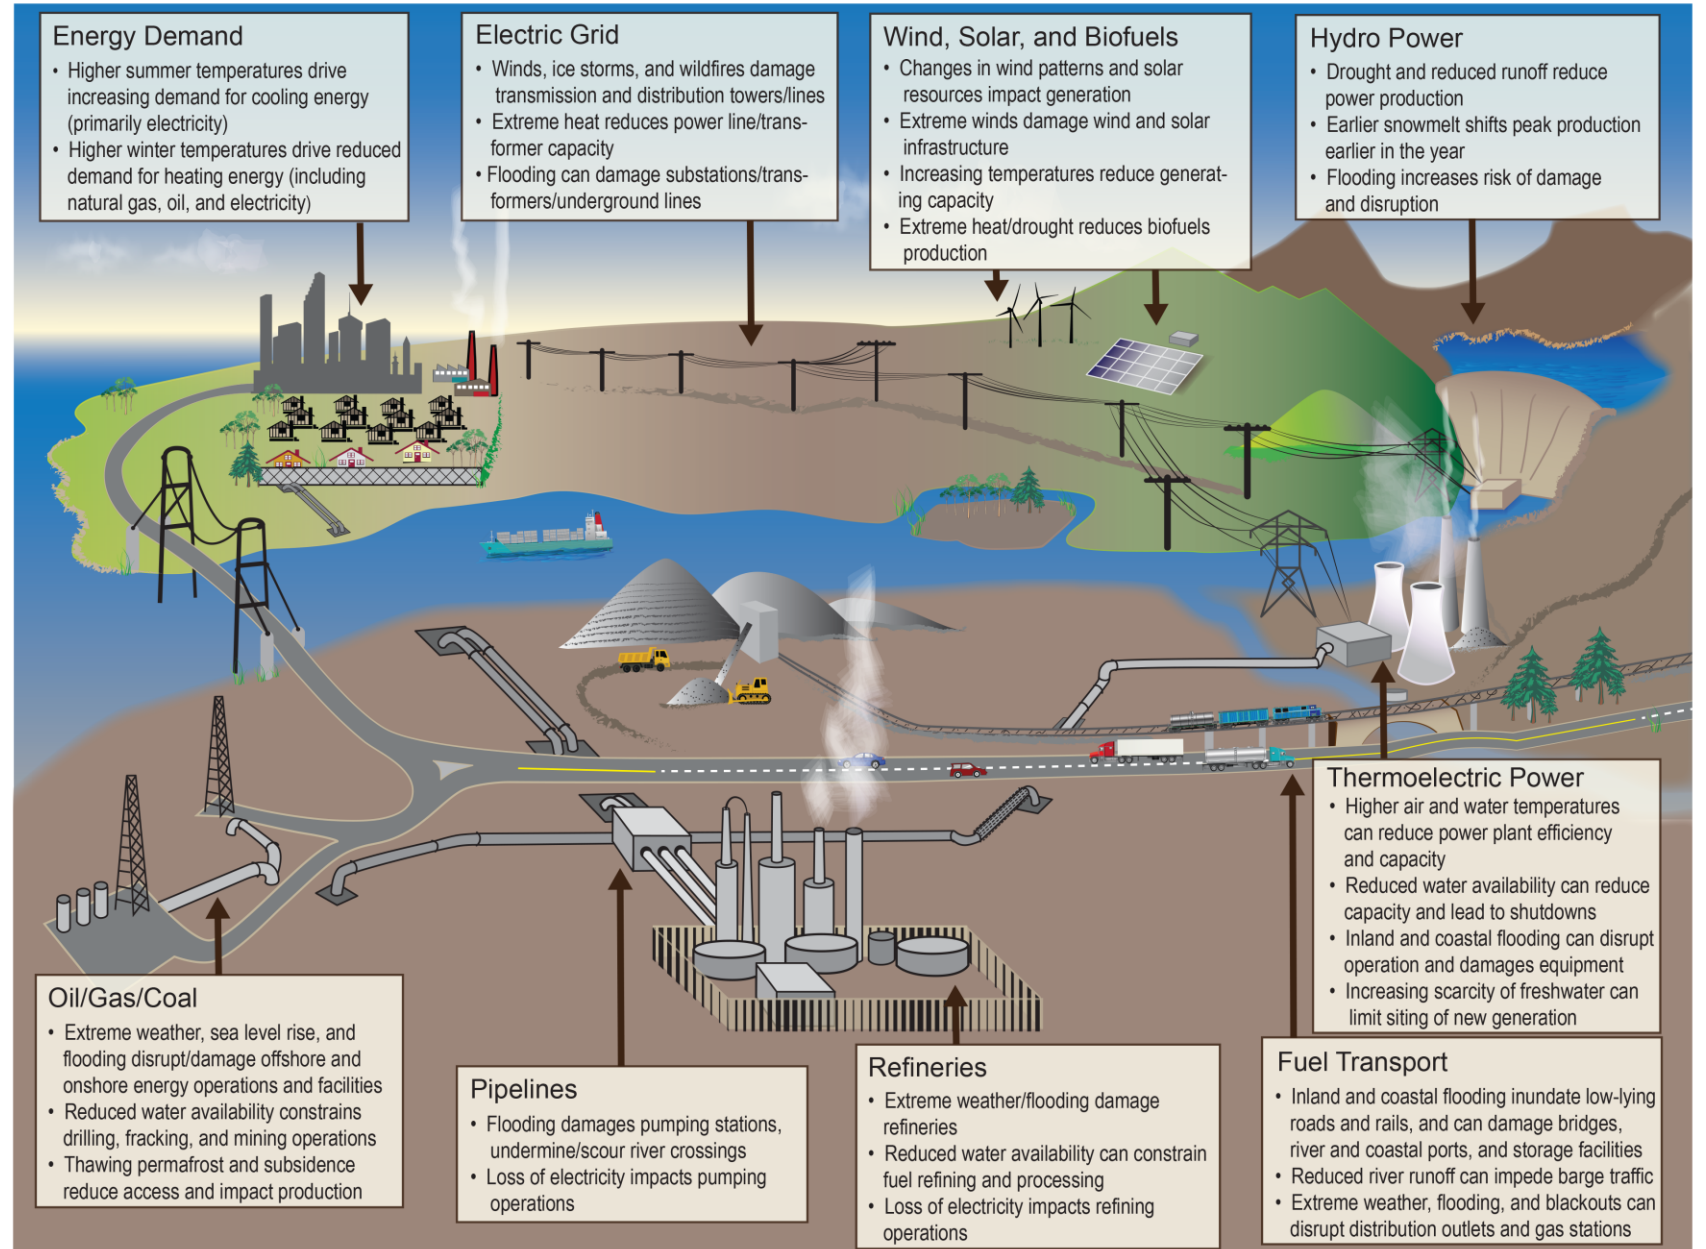 Energy Demand
• Higher summer temperatures drive
increasing demand for cooling energy
(primarily electricity)
• Higher winter temperatures drive reduced
demand for heating energy (including
natural gas, oil, and electricity)
Electric Grid
• Winds, ice storms, and wildfires damage
transmission and distribution towers/lines
• Extreme heat reduces power line/trans-
former capacity
• Flooding can damage substations/trans-
formers/underground lines
Wind, Solar, and Biofuels
• Changes in wind patterns and solar
resources impact generation
• Extreme winds damage wind and solar
infrastructure
• Increasing temperatures reduce generat-
ing capacity
• Extreme heat/drought reduces biofuels
production
Hydro Power
• Drought and reduced runoff reduce
power production
• Earlier snowmelt shifts peak production
earlier in the year
• Flooding increases risk of damage
and disruption
Thermoelectric Power
• Higher air and water temperatures
can reduce power plant efficiency
and capacity
• Reduced water availability can reduce
capacity and lead to shutdowns
• Inland and coastal flooding can disrupt
operation and damages equipment
• Increasing scarcity of freshwater can
limit siting of new generation
Oil/Gas/Coal
• Extreme weather, sea level rise, and
flooding disrupt/damage offshore and
onshore energy operations and facilities
• Reduced water availability constrains
drilling, fracking, and mining operations
• Thawing permafrost and subsidence
reduce access and impact production
Pipelines
• Flooding damages pumping stations,
undermine/scour river crossings
• Loss of electricity impacts pumping
operations
Refineries
• Extreme weather/flooding damage
refineries
• Reduced water availability can constrain
fuel refining and processing
• Loss of electricity impacts refining
operations
Fuel Transport
• Inland and coastal flooding inundate low-lying
roads and rails, and can damage bridges,
river and coastal ports, and storage facilities
• Reduced river runoff can impede barge traffic
• Extreme weather, flooding, and blackouts can
disrupt distribution outlets and gas stations